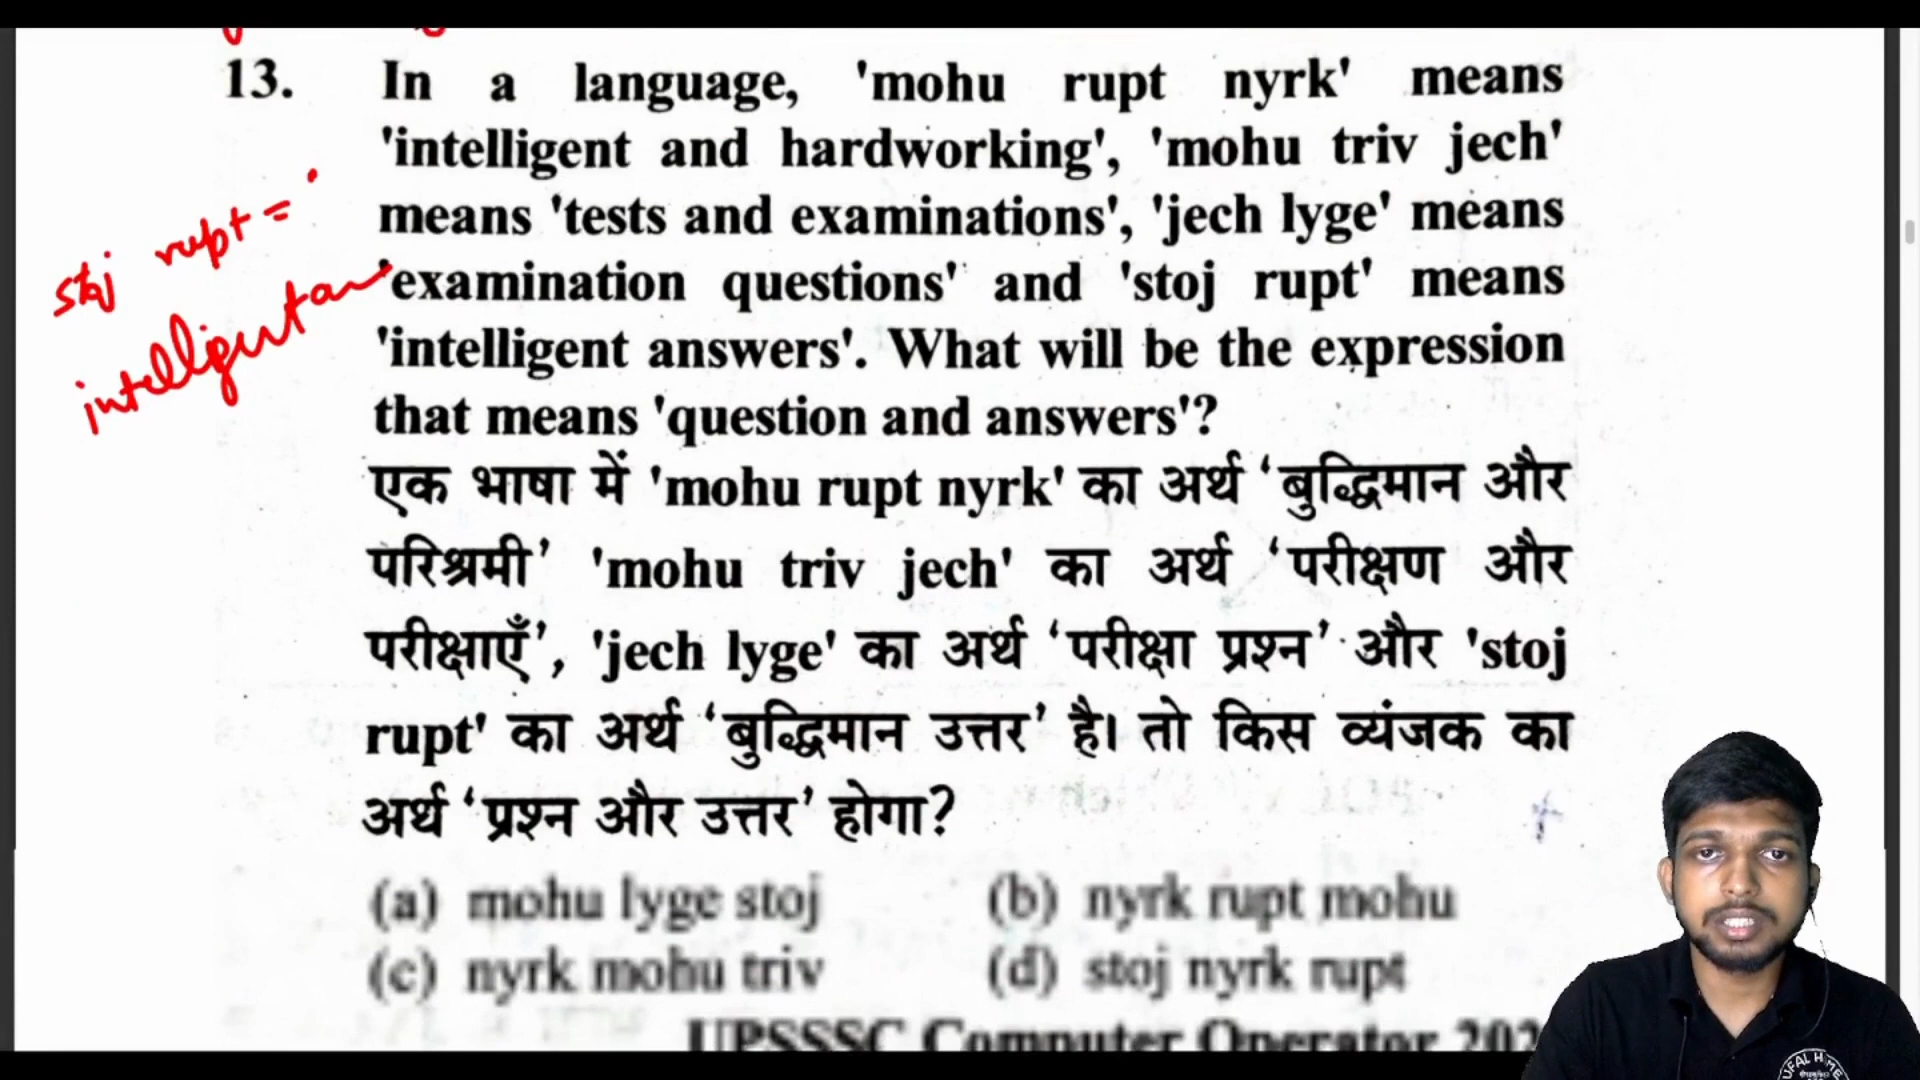 13. In a language, 'mohu rupt nyrk' means
'intelligent and hardworking', 'mohu triv jech'
means 'tests and examinations', 'jech lyge' means
'examination questions' and 'stoj rupt' means
'intelligent answers'. What will be the expression
that means 'question and answers'?
एक भाषा में 'mohu rupt nyrk' का अर्थ ‘बुद्धिमान और
परिश्रमी’ 'mohu triv jech' का अर्थ ‘परीक्षण और
परीक्षाएँ’, 'jech lyge' का अर्थ ‘परीक्षा प्रश्न’ और 'stoj
rupt' का अर्थ ‘बुद्धिमान उत्तर’ है। तो किस व्यंजक का
अर्थ ‘प्रश्न और उत्तर’ होगा?
(a) mohu lyge stoj (b) nyrk rupt mohu
(c) nyrk mohu triv (d) stoj nyrk rupt
UPSSSC Computer Operator 202
stoj rupt =